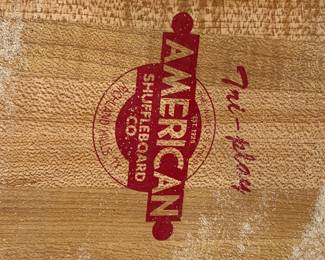 Tri-play
EST. 1928
AMERICAN
SHUFFLEBOARD
CO.